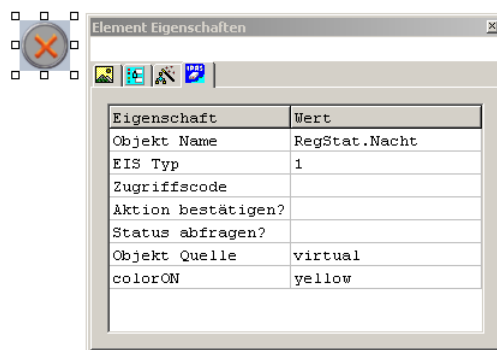 Element Eigenschaften
IPAS
Eigenschaft Wert
Objekt Name RegStat.Nacht
EIS Typ 1
Zugriffscode
Aktion bestätigen?
Status abfragen?
Objekt Quelle virtual
colorON yellow